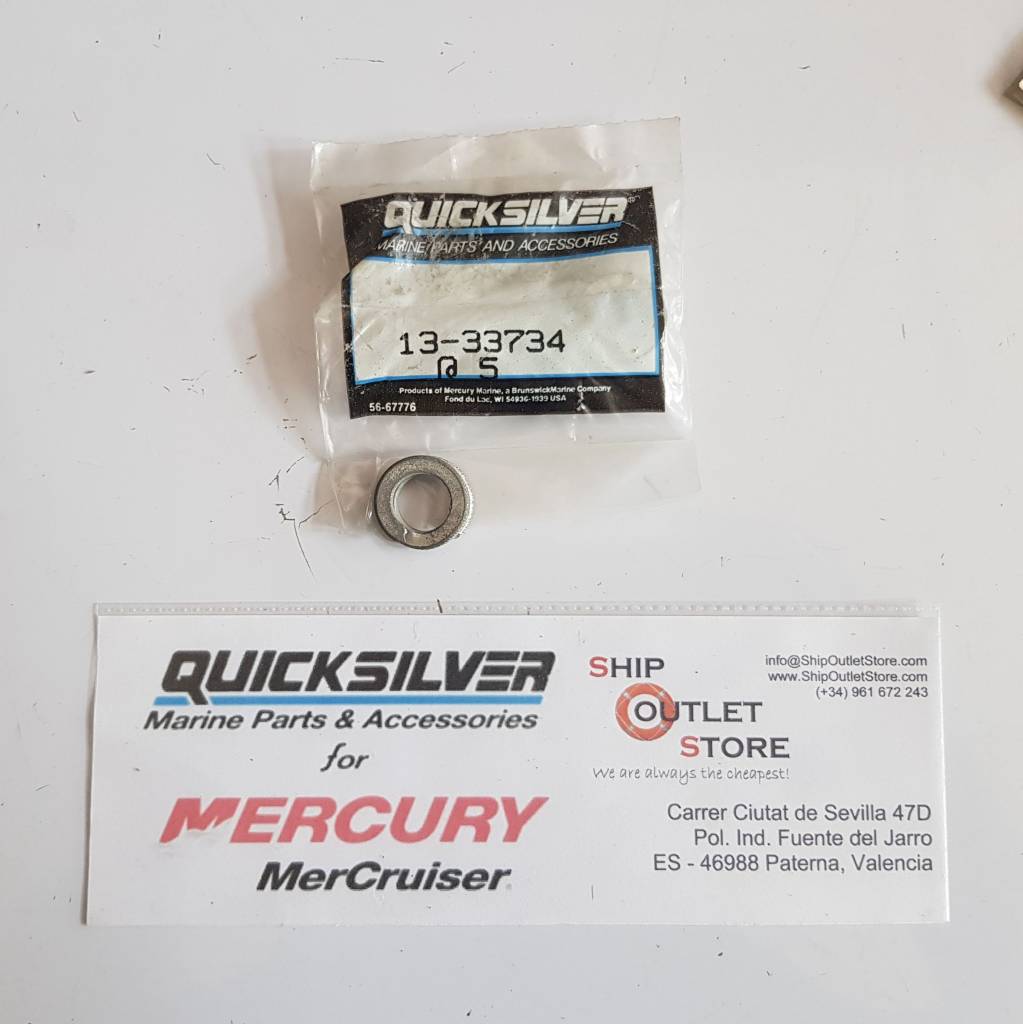 QUICKSILVER®
MARINE PARTS AND ACCESSORIES
13-33734
Q 5
Products of Mercury Marine, a BrunswickMarine Company
Fond du Lac, WI 54936-1939 USA
56-67776
QUICKSILVER
Marine Parts & Accessories
for
MERCURY
MerCruiser
SHIP
OUTLET
STORE
We are always the cheapest!
info@ShipOutletStore.com
www.ShipOutletStore.com
(+34) 961 672 243
Carrer Ciutat de Sevilla 47D
Pol. Ind. Fuente del Jarro
ES - 46988 Paterna, Valencia